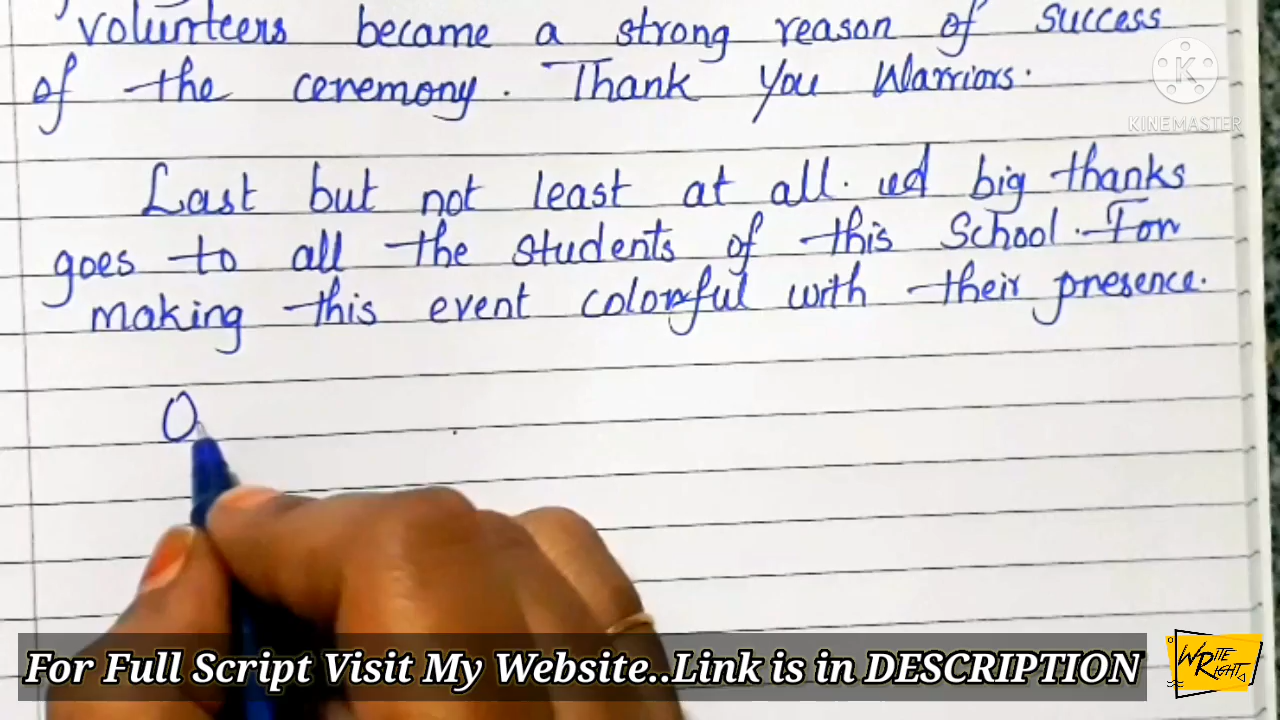 volunteers became a strong reason of success
of the ceremony. Thank You Warriors.
Last but not least at all. big thanks
goes to all the students of this School. For
making this event colorful with their presence.
O
K
KINEMASTER
For Full Script Visit My Website..Link is in DESCRIPTION
WRITE
RIGHT